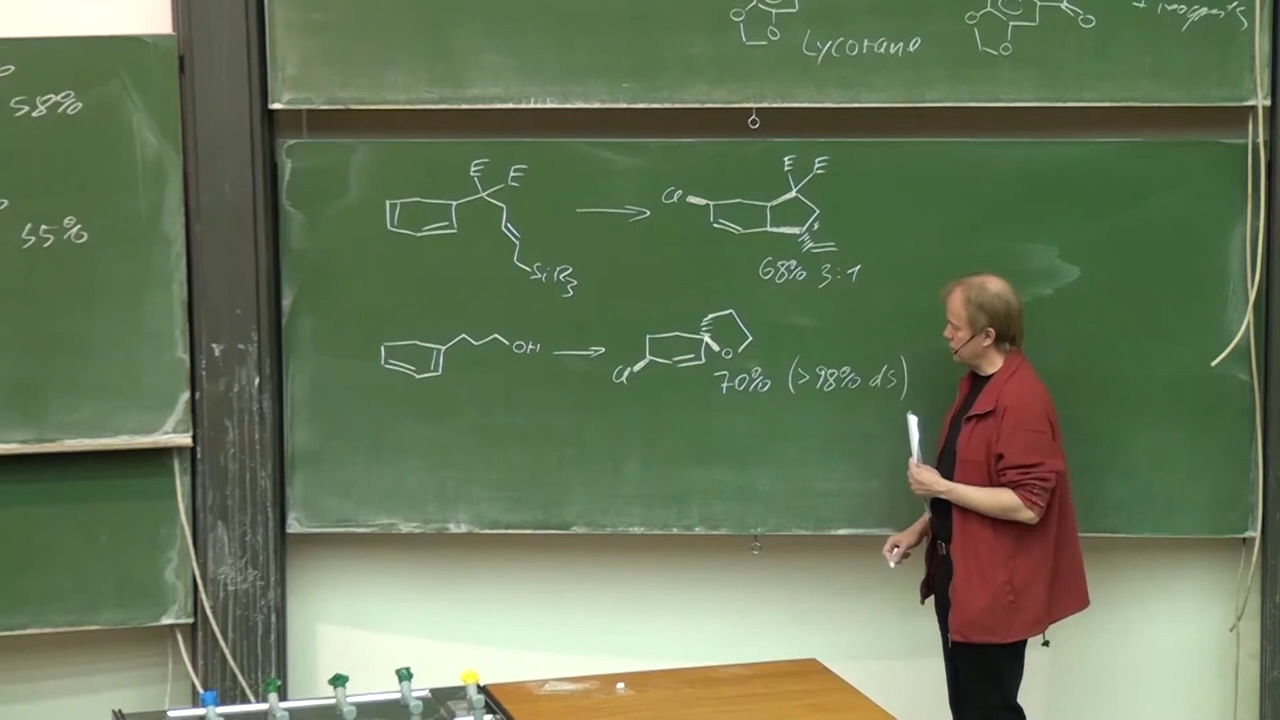 Lycorane
58%
55%
E E
SiR3
Cl
E E
68% 3:1
OH
Cl
O
70% (>98% ds)